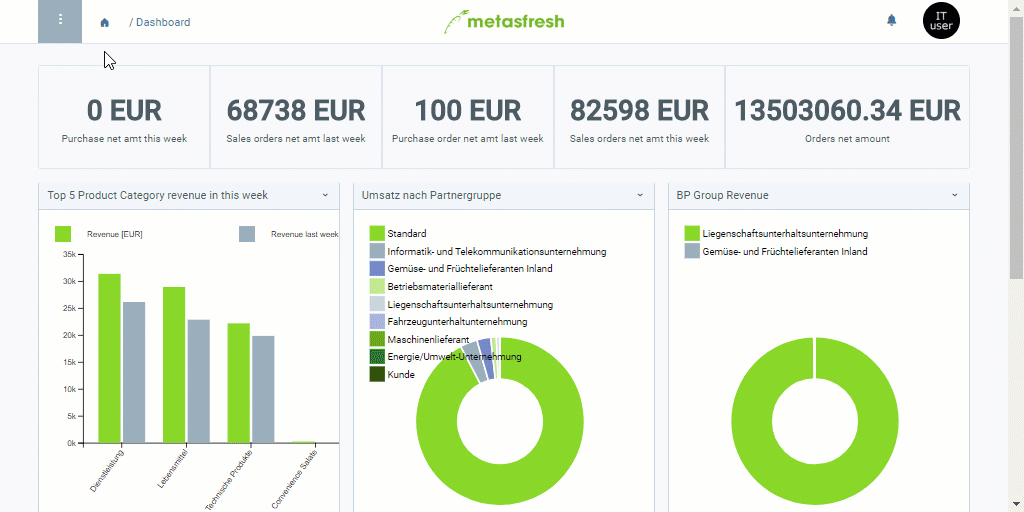 / Dashboard
metasfresh
IT
user
0 EUR
Purchase net amt this week
68738 EUR
Sales orders net amt last week
100 EUR
Purchase order net amt last week
82598 EUR
Sales orders net amt this week
13503060.34 EUR
Orders net amount
Top 5 Product Category revenue in this week
Revenue [EUR]
Revenue last week
35k
30k
25k
20k
15k
10k
5k
0k
Dienstleistung
Lebensmittel
Technische Produkte
Convenience Salate
Umsatz nach Partnergruppe
Standard
Informatik- und Telekommunikationsunternehmung
Gemüse- und Früchtelieferanten Inland
Betriebsmateriallieferant
Liegenschaftsunterhaltsunternehmung
Fahrzeugunterhaltunternehmung
Maschinenlieferant
Energie/Umwelt-Unternehmung
Kunde
BP Group Revenue
Liegenschaftsunterhaltsunternehmung
Gemüse- und Früchtelieferanten Inland